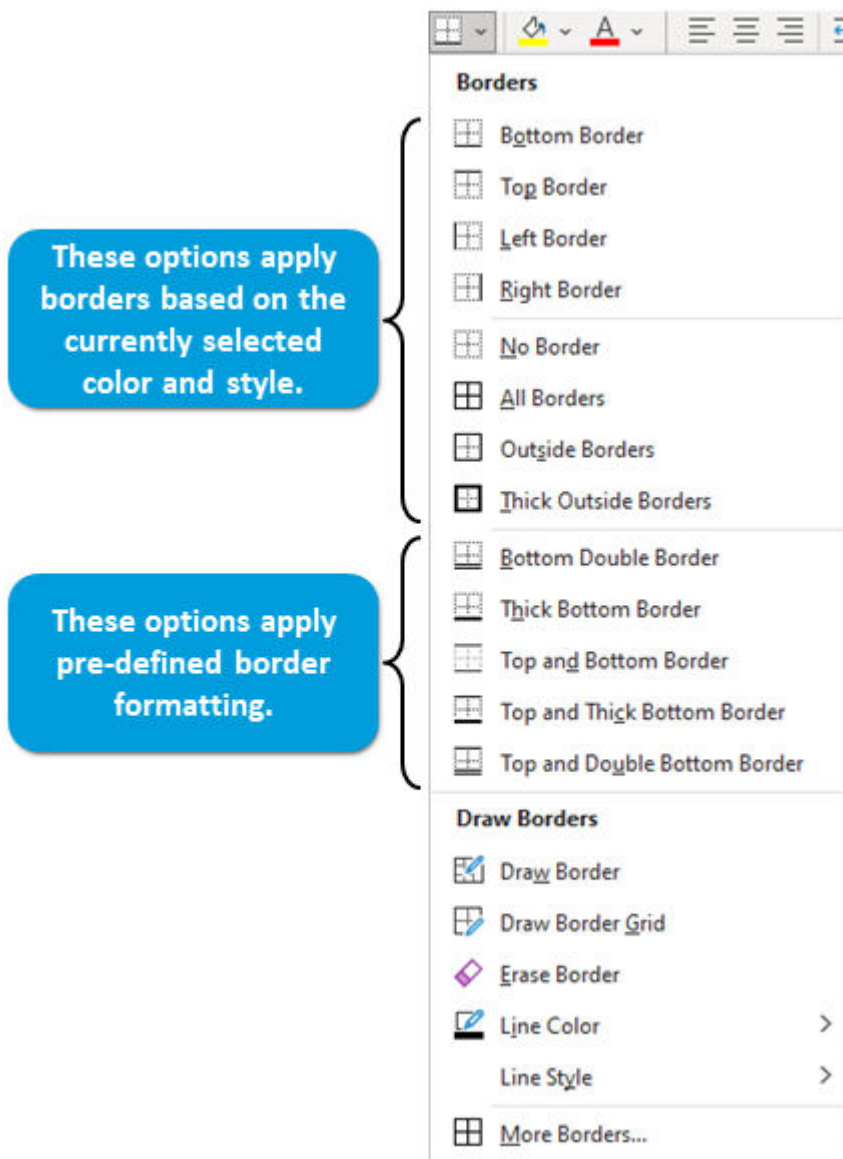 A
Borders
Bottom Border
Top Border
Left Border
Right Border
These options apply
borders based on the
currently selected
color and style.
No Border
All Borders
Outside Borders
Thick Outside Borders
Bottom Double Border
Thick Bottom Border
Top and Bottom Border
Top and Thick Bottom Border
Top and Double Bottom Border
These options apply
pre-defined border
formatting.
Draw Borders
Draw Border
Draw Border Grid
Erase Border
Line Color
Line Style
More Borders...